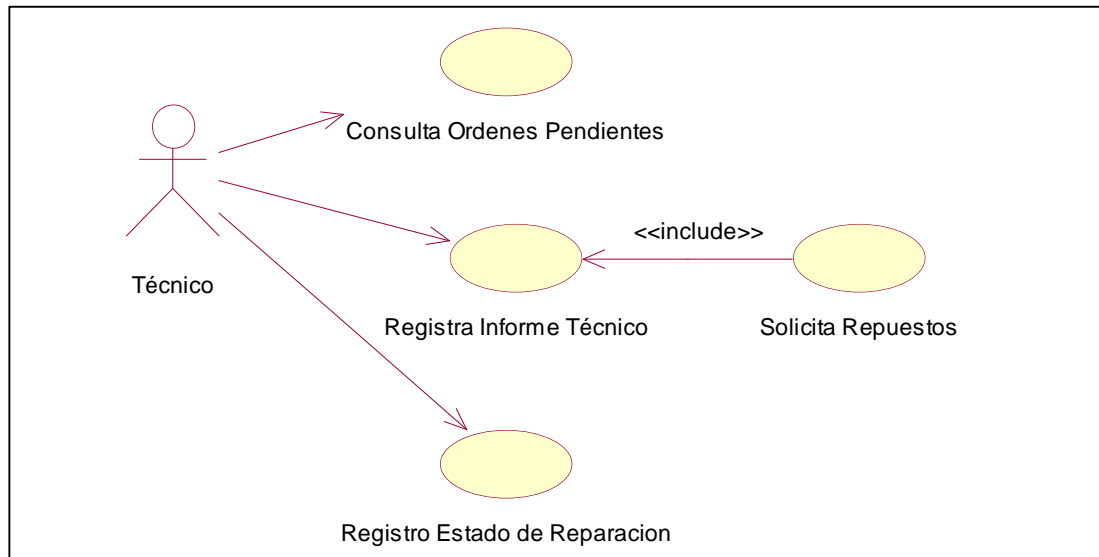 Consulta Ordenes Pendientes
<<include>>
Técnico
Registra Informe Técnico
Solicita Repuestos
Registro Estado de Reparacion